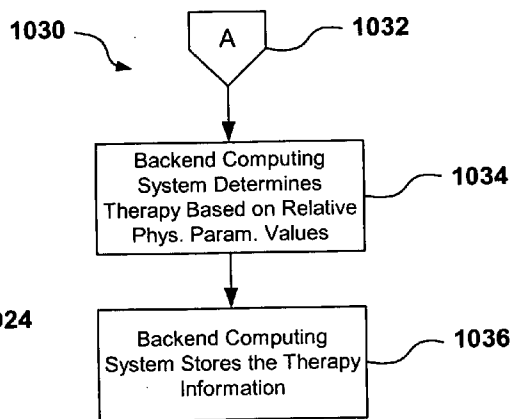 1030
A
1032
Backend Computing
System Determines
Therapy Based on Relative
Phys. Param. Values
1034
024
Backend Computing
System Stores the Therapy
Information
1036